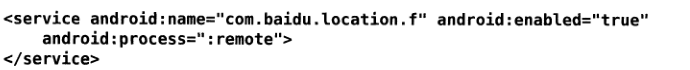 <service android:name="com.baidu.location.f" android:enabled="true"
    android:process=":remote">
</service>